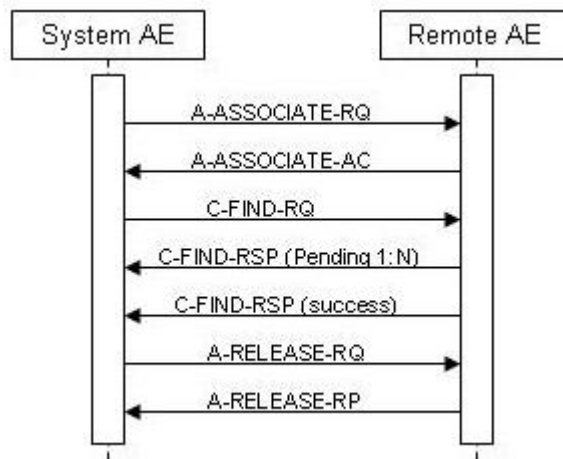 System AE
Remote AE
A-ASSOCIATE-RQ
A-ASSOCIATE-AC
C-FIND-RQ
C-FIND-RSP (Pending 1:N)
C-FIND-RSP (success)
A-RELEASE-RQ
A-RELEASE-RP